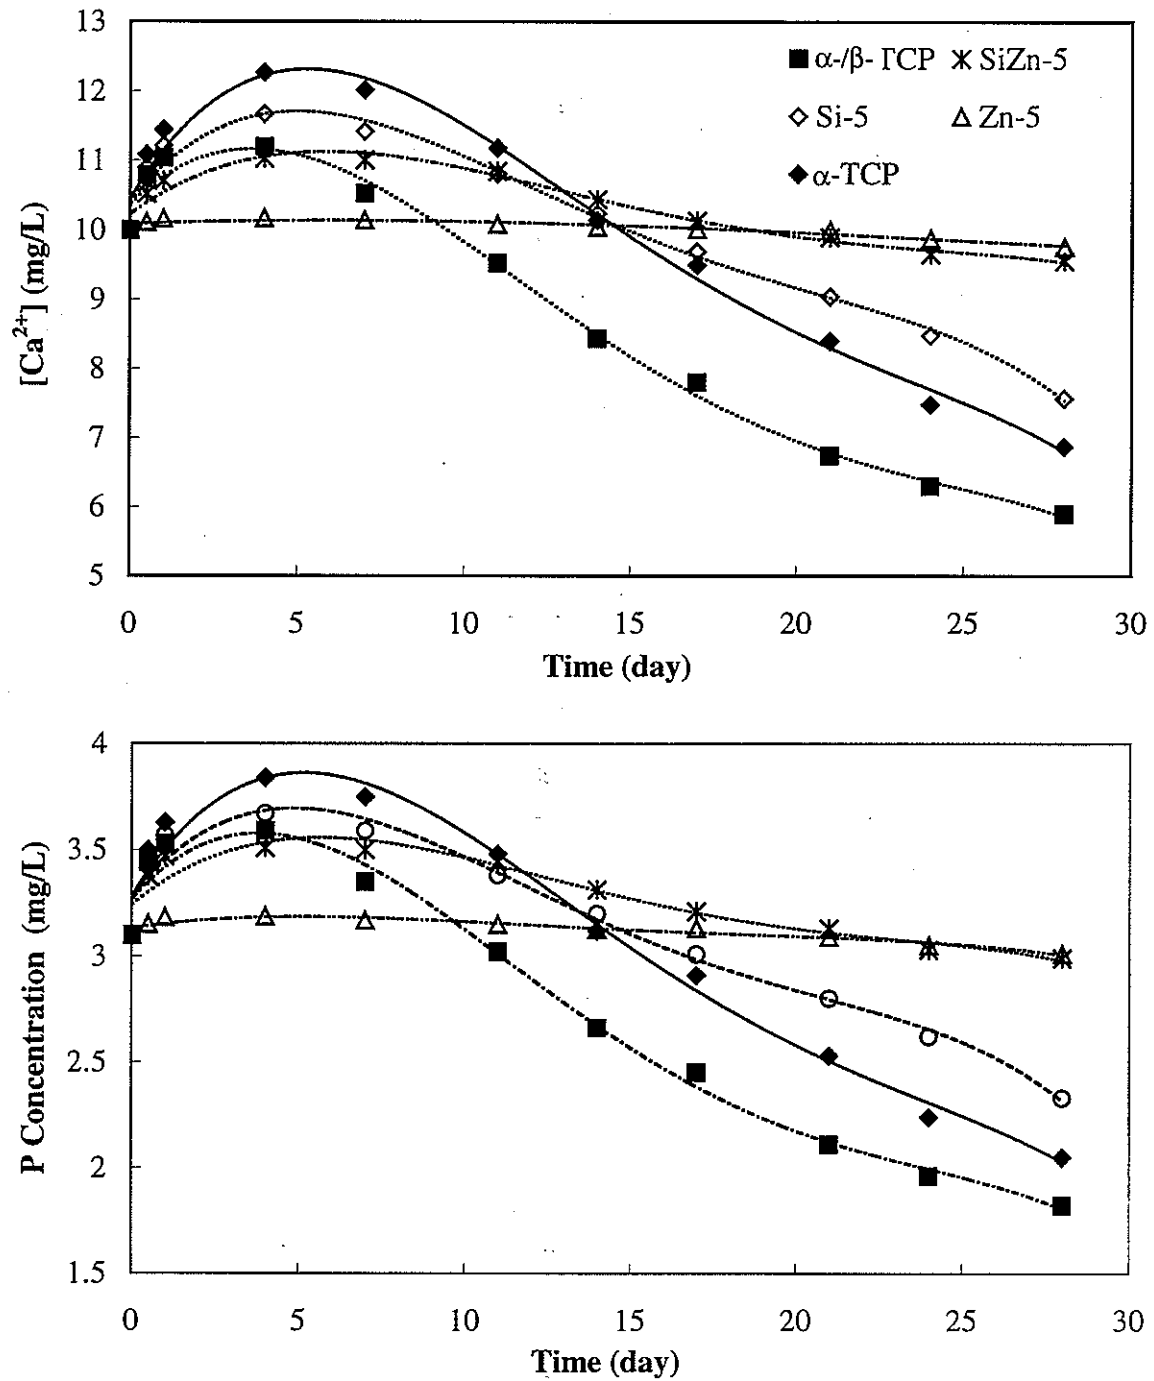 13
12
11
10
9
8
7
6
5
[Ca²⁺] (mg/L)
■ α-/β- ΓCP ж SiZn-5
◇ Si-5 △ Zn-5
◆ α-TCP
0 5 10 15 20 25 30
Time (day)
4
3.5
3
2.5
2
1.5
P Concentration (mg/L)
0 5 10 15 20 25 30
Time (day)